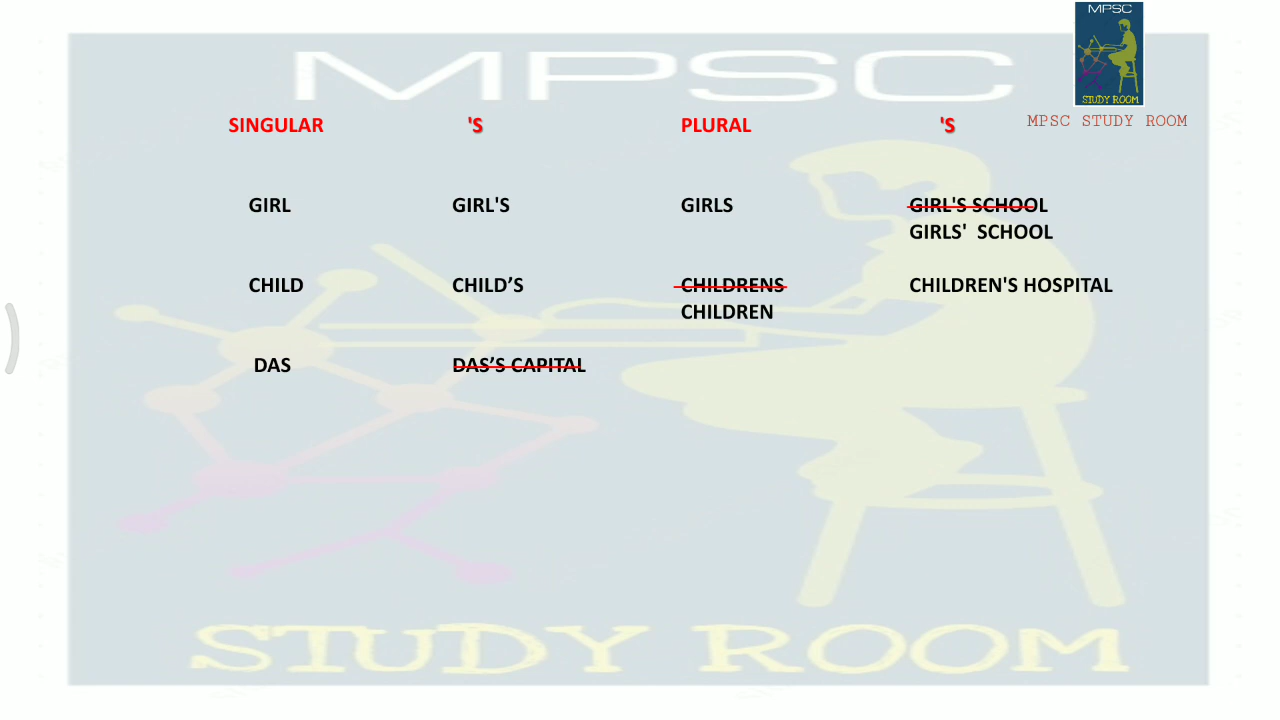 MPSC
MPSC
STUDY ROOM
MPSC STUDY ROOM
SINGULAR 'S PLURAL 'S
GIRL GIRL'S GIRLS GIRL'S SCHOOL
GIRLS' SCHOOL
CHILD CHILD’S CHILDRENS CHILDREN'S HOSPITAL
CHILDREN
DAS DAS’S CAPITAL
STUDY ROOM